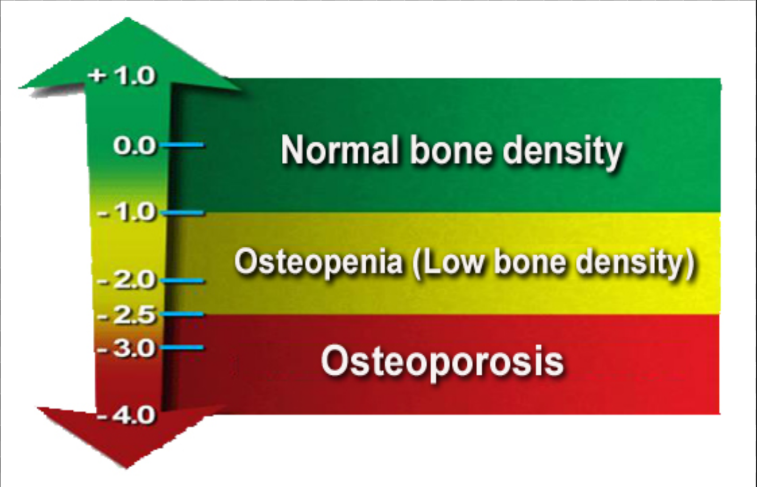 + 1.0
0.0
Normal bone density
- 1.0
Osteopenia (Low bone density)
- 2.0
- 2.5
- 3.0
Osteoporosis
- 4.0